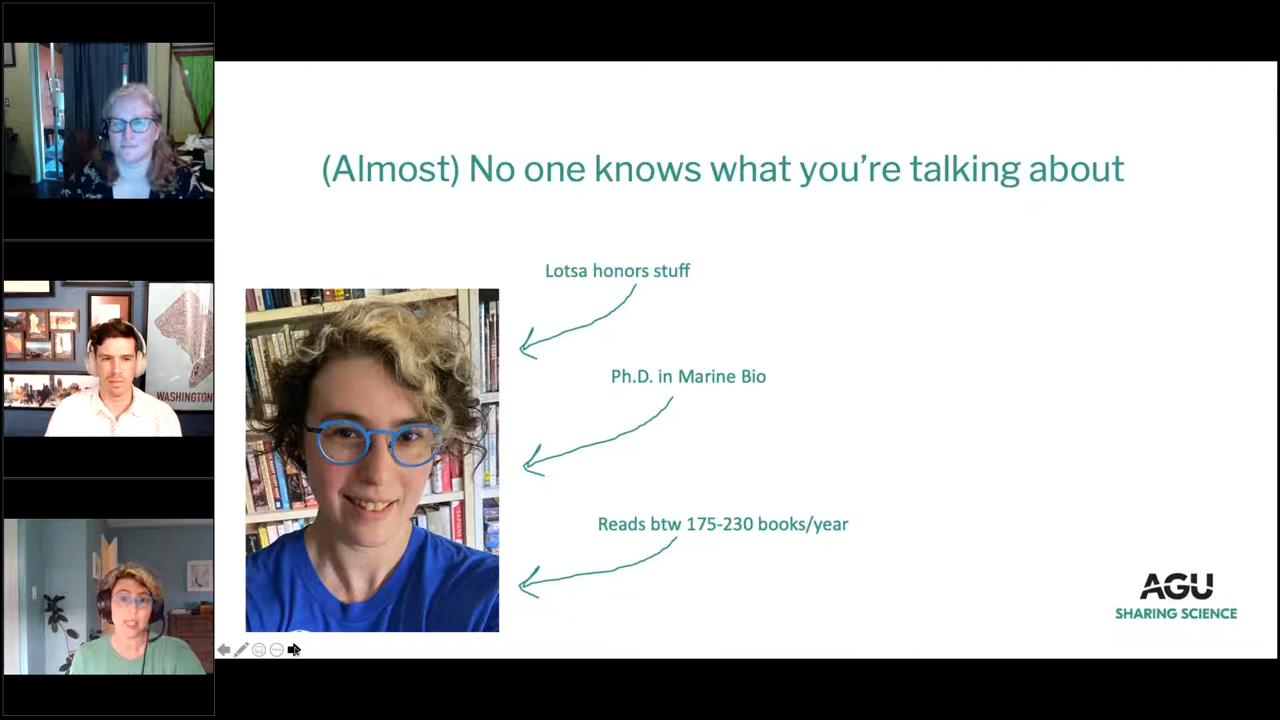 (Almost) No one knows what you're talking about
Lotsa honors stuff
Ph.D. in Marine Bio
Reads btw 175-230 books/year
AGU
SHARING SCIENCE
WASHINGTON